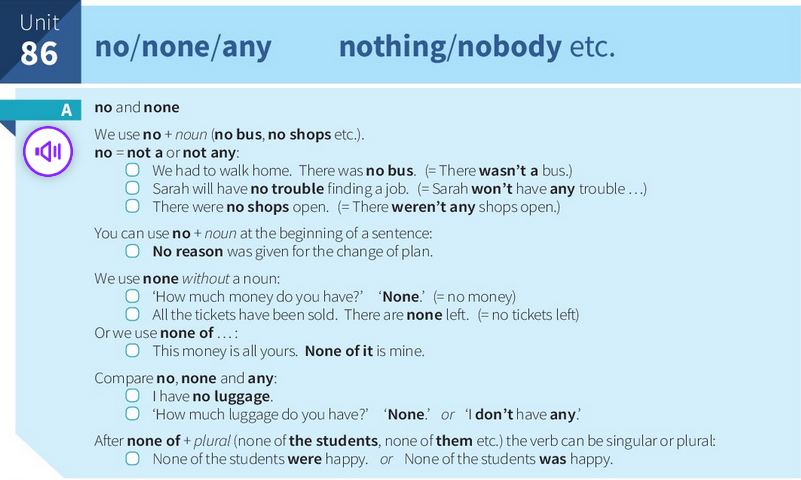 Unit
86
no/none/any nothing/nobody etc.
A
no and none
We use no + noun (no bus, no shops etc.).
no = not a or not any:
We had to walk home. There was no bus. (= There wasn’t a bus.)
Sarah will have no trouble finding a job. (= Sarah won’t have any trouble …)
There were no shops open. (= There weren’t any shops open.)
You can use no + noun at the beginning of a sentence:
No reason was given for the change of plan.
We use none without a noun:
‘How much money do you have?’ ‘None.’ (= no money)
All the tickets have been sold. There are none left. (= no tickets left)
Or we use none of … :
This money is all yours. None of it is mine.
Compare no, none and any:
I have no luggage.
‘How much luggage do you have?’ ‘None.’ or ‘I don’t have any.’
After none of + plural (none of the students, none of them etc.) the verb can be singular or plural:
None of the students were happy. or None of the students was happy.